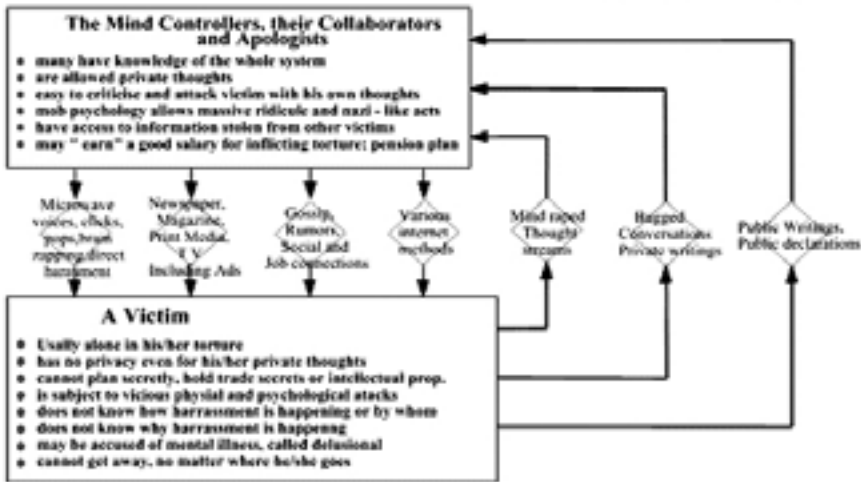 The Mind Controllers, their Collaborators
and Apologists
many have knowledge of the whole system
are allowed private thoughts
easy to criticise and attack victim with his own thoughts
mob psychology allows massive ridicule and nazi - like acts
have access to information stolen from other victims
may " earn" a good salary for inflicting torture; pension plan
Microwave
voices, clicks,
pops, brain
rapping, direct
harassment
Newspaper,
Magazine,
Print Media,
T V
Including Ads
Gossip,
Rumors,
Social and
Job connections
Various
internet
methods
Mind raped
Thought
streams
Bugged
Conversations
Private writings
Public Writings,
Public declarations
A Victim
Usally alone in his/her torture
has no privacy even for his/her private thoughts
cannot plan secretly, hold trade secrets or intellectual prop.
is subject to vicious physial and psychological atacks
does not know how harrassment is happening or by whom
does not know why harrassment is happenng
may be accused of mental illness, called delusional
cannot get away, no matter where he/she goes